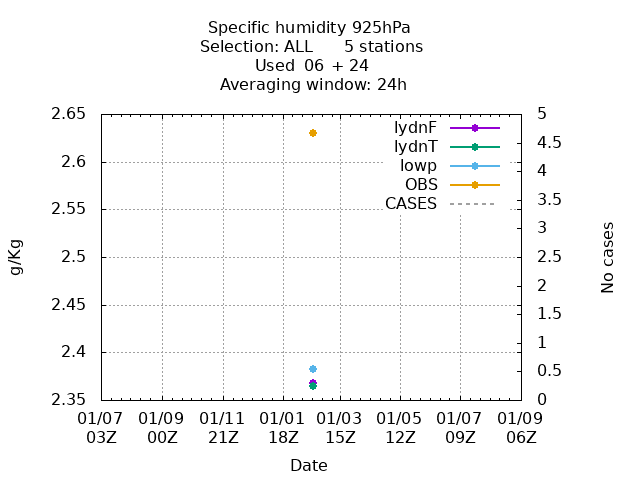 Specific humidity 925hPa
Selection: ALL 5 stations
Used 06 + 24
Averaging window: 24h
2.65
2.6
2.55
2.5
2.45
2.4
2.35
g/Kg
5
4.5
4
3.5
3
2.5
2
1.5
1
0.5
0
No cases
IydnF
IydnT
lowp
OBS
CASES
01/07 01/09 01/11 01/01 01/03 01/05 01/07 01/09
03Z 00Z 21Z 18Z 15Z 12Z 09Z 06Z
Date